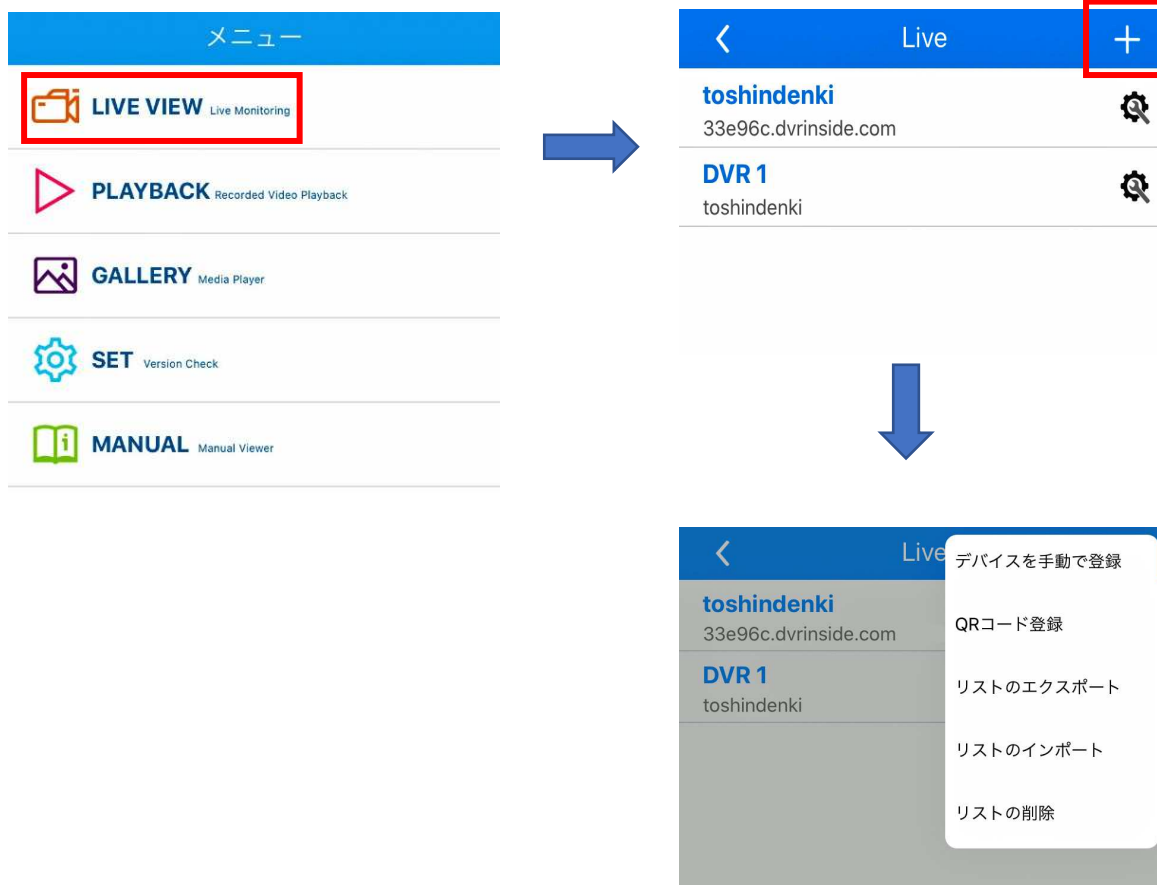 メニュー
LIVE VIEW Live Monitoring
PLAYBACK Recorded Video Playback
GALLERY Media Player
SET Version Check
MANUAL Manual Viewer
Live
toshindenki
33e96c.dvrinside.com
DVR 1
toshindenki
Live
toshindenki
33e96c.dvrinside.com
DVR 1
toshindenki
デバイスを手動で登録
QRコード登録
リストのエクスポート
リストのインポート
リストの削除